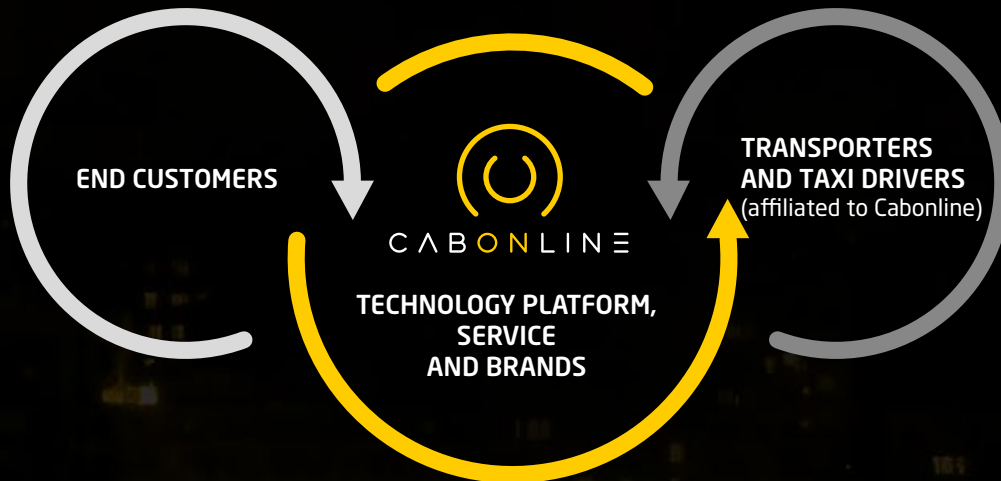 END CUSTOMERS
CABONLINE
TECHNOLOGY PLATFORM,
SERVICE
AND BRANDS
TRANSPORTERS
AND TAXI DRIVERS
(affiliated to Cabonline)